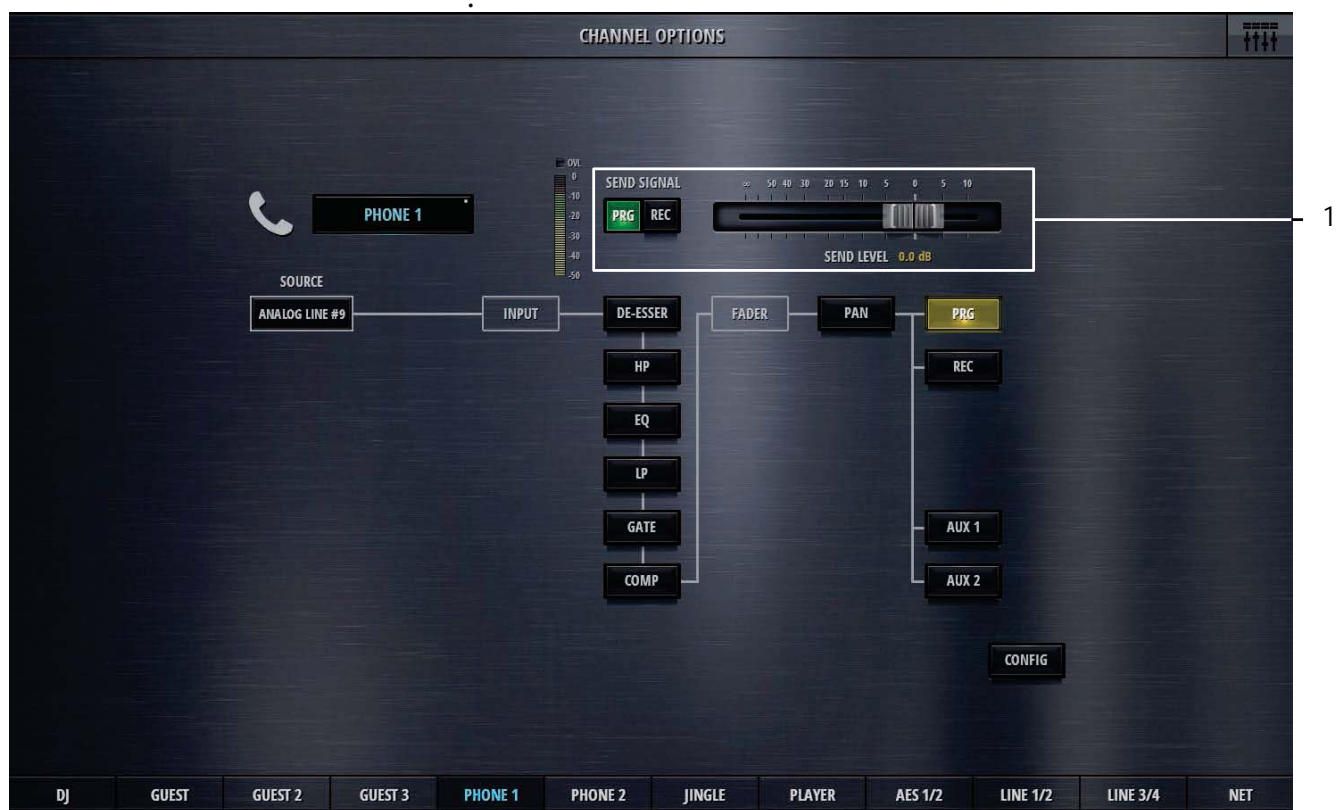 CHANNEL OPTIONS
OVL
0
-10
-20
-30
-40
-50
SEND SIGNAL
PRG REC
∞ 50 40 30 20 15 10 5 0 5 10
SEND LEVEL 0.0 dB
1
PHONE 1
SOURCE
ANALOG LINE #9
INPUT
DE-ESSER
FADER
PAN
PRG
HP
REC
EQ
LP
GATE
AUX 1
COMP
AUX 2
CONFIG
DJ GUEST GUEST 2 GUEST 3 PHONE 1 PHONE 2 JINGLE PLAYER AES 1/2 LINE 1/2 LINE 3/4 NET